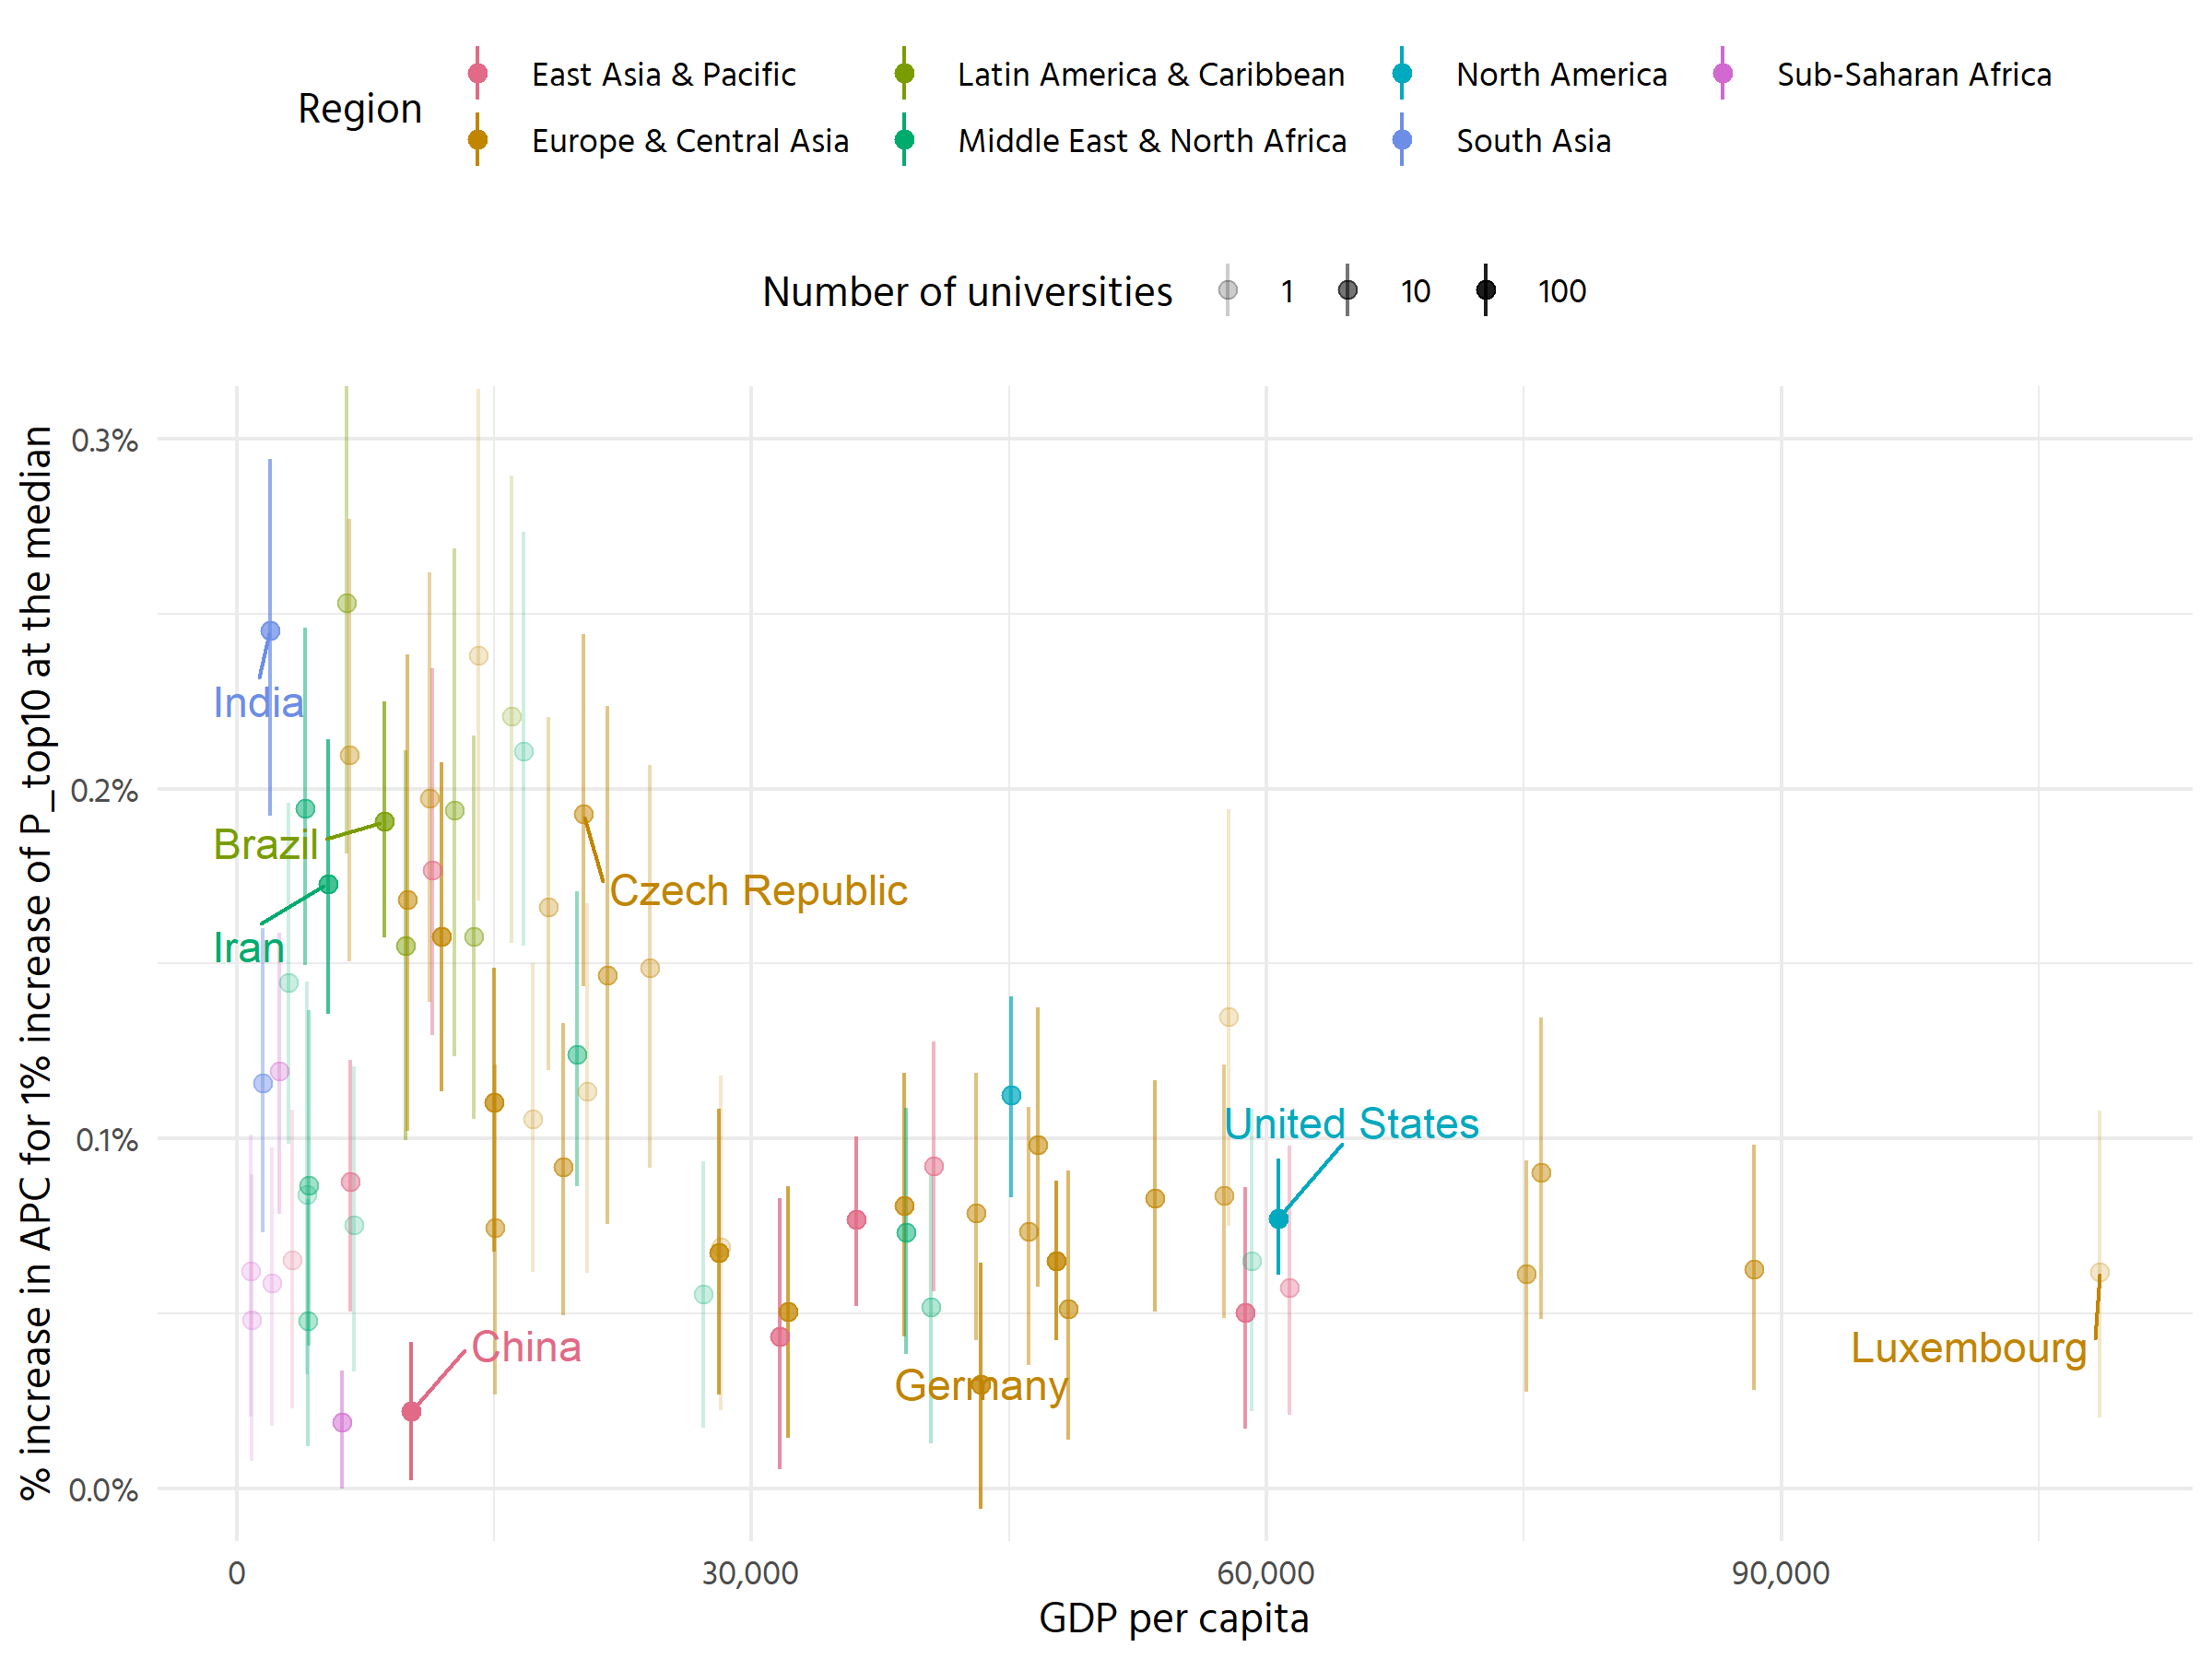 Region
East Asia & Pacific
Latin America & Caribbean
North America
Sub-Saharan Africa
Europe & Central Asia
Middle East & North Africa
South Asia
Number of universities
1
10
100
% increase in APC for 1% increase of P_top10 at the median
0.3%
0.2%
0.1%
0.0%
India
Brazil
Czech Republic
Iran
United States
China
Luxembourg
Germany
0
30,000
60,000
90,000
GDP per capita